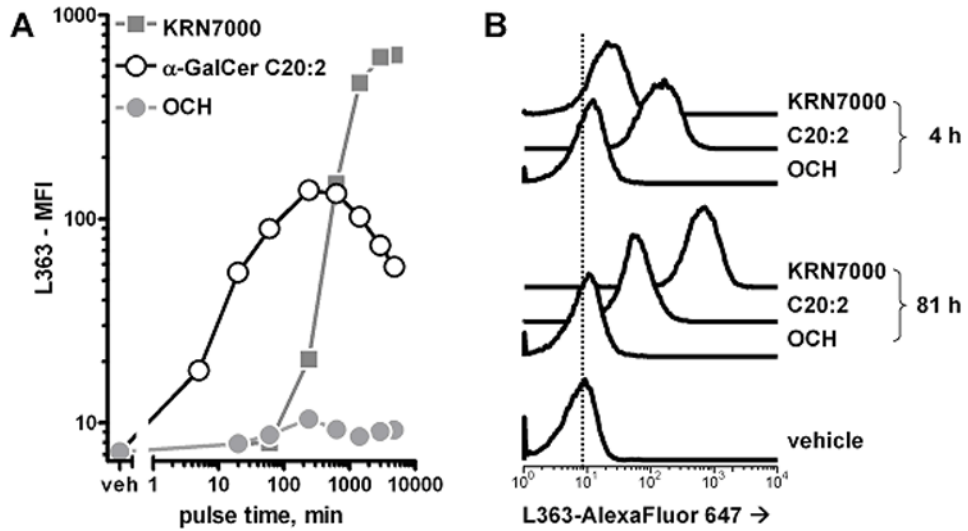 A
1000
100
10
L363 - MFI
KRN7000
α-GalCer C20:2
OCH
veh 1 10 100 1000 10000
pulse time, min
B
KRN7000
C20:2
OCH
4 h
KRN7000
C20:2
OCH
81 h
vehicle
10⁰ 10¹ 10² 10³ 10⁴
L363-AlexaFluor 647 →